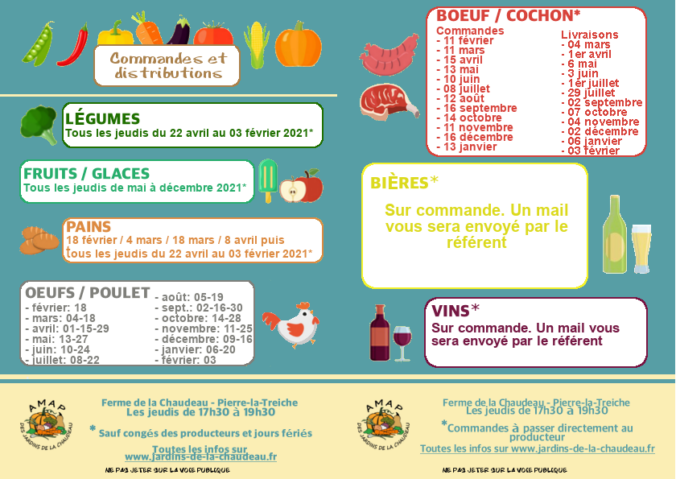 Commandes et
distributions
LÉGUMES
Tous les jeudis du 22 avril au 03 février 2021*
FRUITS / GLACES
Tous les jeudis de mai à décembre 2021*
PAINS
18 février / 4 mars / 18 mars / 8 avril puis
tous les jeudis du 22 avril au 03 février 2021*
OEUFS / POULET
- février: 18
- mars: 04-18
- avril: 01-15-29
- mai: 13-27
- juin: 10-24
- juillet: 08-22
- août: 05-19
- sept.: 02-16-30
- octobre: 14-28
- novembre: 11-25
- décembre: 09-16
- janvier: 06-20
- février: 03
AMAP
DES JARDINS DE LA CHAUDEAU
Ferme de la Chaudeau - Pierre-la-Treiche
Les jeudis de 17h30 à 19h30
* Sauf congés des producteurs et jours fériés
Toutes les infos sur
www.jardins-de-la-chaudeau.fr
NE PAS JETER SUR LA VOIE PUBLIQUE
BOEUF / COCHON*
Commandes
- 11 février
- 11 mars
- 15 avril
- 13 mai
- 10 juin
- 08 juillet
- 12 août
- 16 septembre
- 14 octobre
- 11 novembre
- 16 décembre
- 13 janvier
Livraisons
- 04 mars
- 1er avril
- 6 mai
- 3 juin
- 1er juillet
- 29 juillet
- 02 septembre
- 07 octobre
- 04 novembre
- 02 décembre
- 06 janvier
- 03 février
BIÈRES*
Sur commande. Un mail
vous sera envoyé par le
référent
VINS*
Sur commande. Un mail vous
sera envoyé par le référent
AMAP
DES JARDINS DE LA CHAUDEAU
Ferme de la Chaudeau - Pierre-la-Treiche
Les jeudis de 17h30 à 19h30
*Commandes à passer directement au
producteur
Toutes les infos sur www.jardins-de-la-chaudeau.fr
NE PAS JETER SUR LA VOIE PUBLIQUE